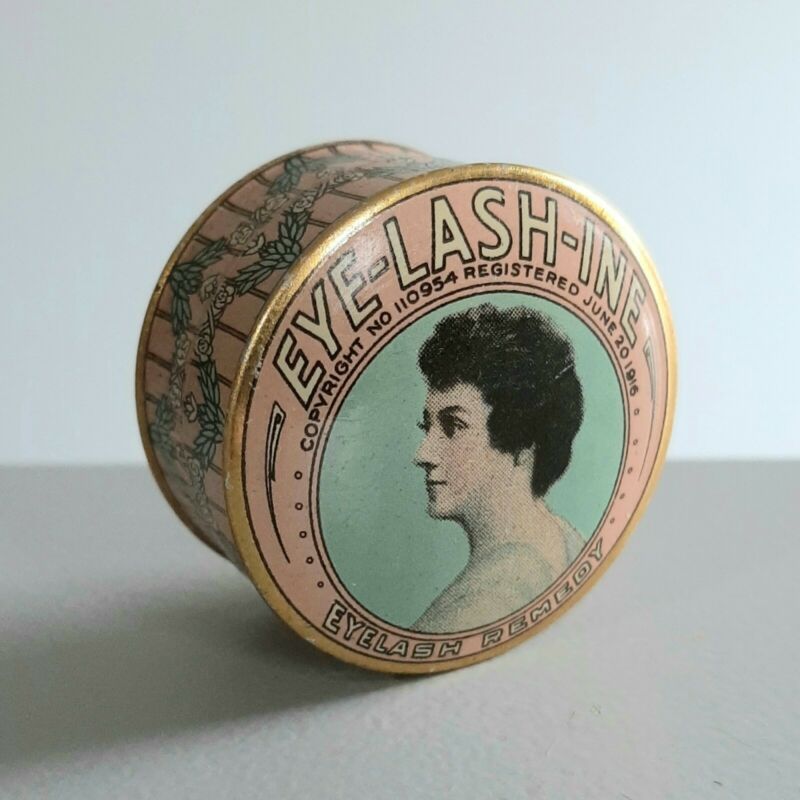 EYE-LASH-INE
COPYRIGHT NO 110954 REGISTERED JUNE 20 1916
EYELASH REMEDY